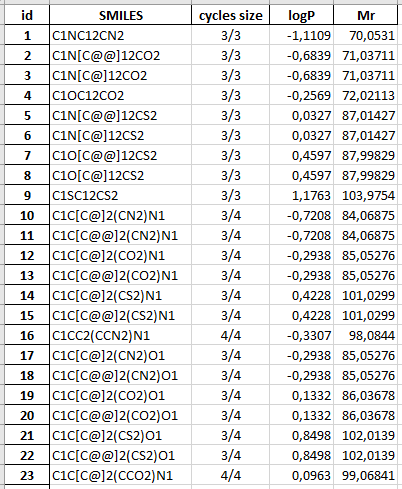 id SMILES cycles size logP Mr
1 C1NC12CN2 3/3 -1,1109 70,0531
2 C1N[C@@]12CO2 3/3 -0,6839 71,03711
3 C1N[C@]12CO2 3/3 -0,6839 71,03711
4 C1OC12CO2 3/3 -0,2569 72,02113
5 C1N[C@@]12CS2 3/3 0,0327 87,01427
6 C1N[C@]12CS2 3/3 0,0327 87,01427
7 C1O[C@@]12CS2 3/3 0,4597 87,99829
8 C1O[C@]12CS2 3/3 0,4597 87,99829
9 C1SC12CS2 3/3 1,1763 103,9754
10 C1C[C@]2(CN2)N1 3/4 -0,7208 84,06875
11 C1C[C@@]2(CN2)N1 3/4 -0,7208 84,06875
12 C1C[C@]2(CO2)N1 3/4 -0,2938 85,05276
13 C1C[C@@]2(CO2)N1 3/4 -0,2938 85,05276
14 C1C[C@]2(CS2)N1 3/4 0,4228 101,0299
15 C1C[C@@]2(CS2)N1 3/4 0,4228 101,0299
16 C1CC2(CCN2)N1 4/4 -0,3307 98,0844
17 C1C[C@]2(CN2)O1 3/4 -0,2938 85,05276
18 C1C[C@@]2(CN2)O1 3/4 -0,2938 85,05276
19 C1C[C@]2(CO2)O1 3/4 0,1332 86,03678
20 C1C[C@@]2(CO2)O1 3/4 0,1332 86,03678
21 C1C[C@]2(CS2)O1 3/4 0,8498 102,0139
22 C1C[C@@]2(CS2)O1 3/4 0,8498 102,0139
23 C1C[C@]2(CCO2)N1 4/4 0,0963 99,06841